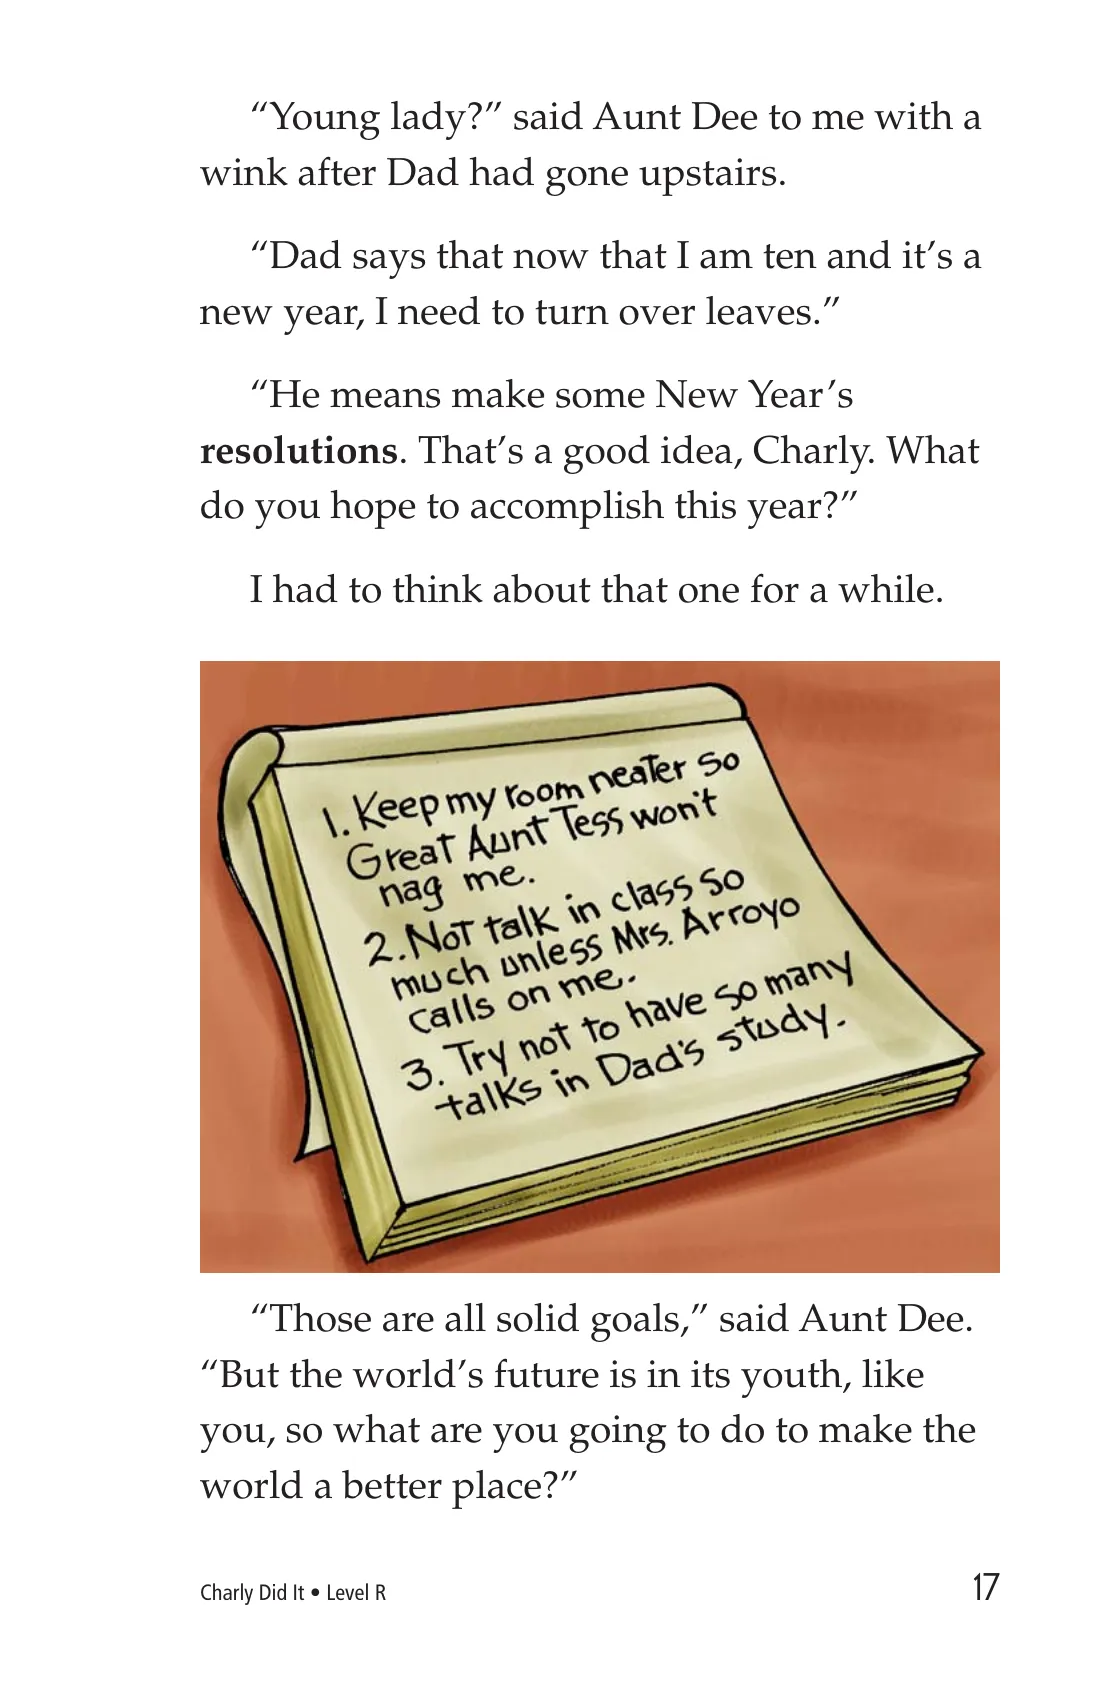 “Young lady?” said Aunt Dee to me with a
wink after Dad had gone upstairs.
“Dad says that now that I am ten and it’s a
new year, I need to turn over leaves.”
“He means make some New Year’s
resolutions. That’s a good idea, Charly. What
do you hope to accomplish this year?”
I had to think about that one for a while.
1. Keep my room neater so
Great Aunt Tess won't
nag me.
2. Not talk in class so
much unless Mrs. Arroyo
calls on me.
3. Try not to have so many
talks in Dad's study.
“Those are all solid goals,” said Aunt Dee.
“But the world’s future is in its youth, like
you, so what are you going to do to make the
world a better place?”
Charly Did It • Level R 17